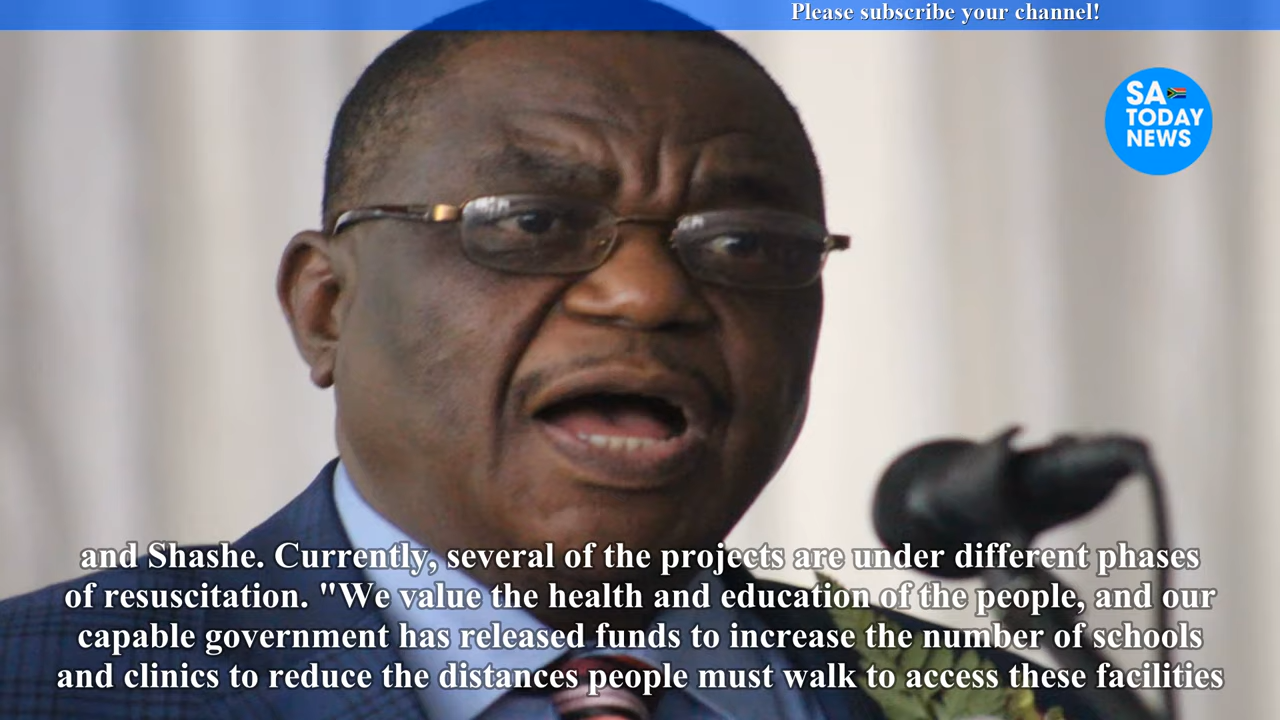 Please subscribe your channel!
SA
TODAY
NEWS
and Shashe. Currently, several of the projects are under different phases
of resuscitation. "We value the health and education of the people, and our
capable government has released funds to increase the number of schools
and clinics to reduce the distances people must walk to access these facilities